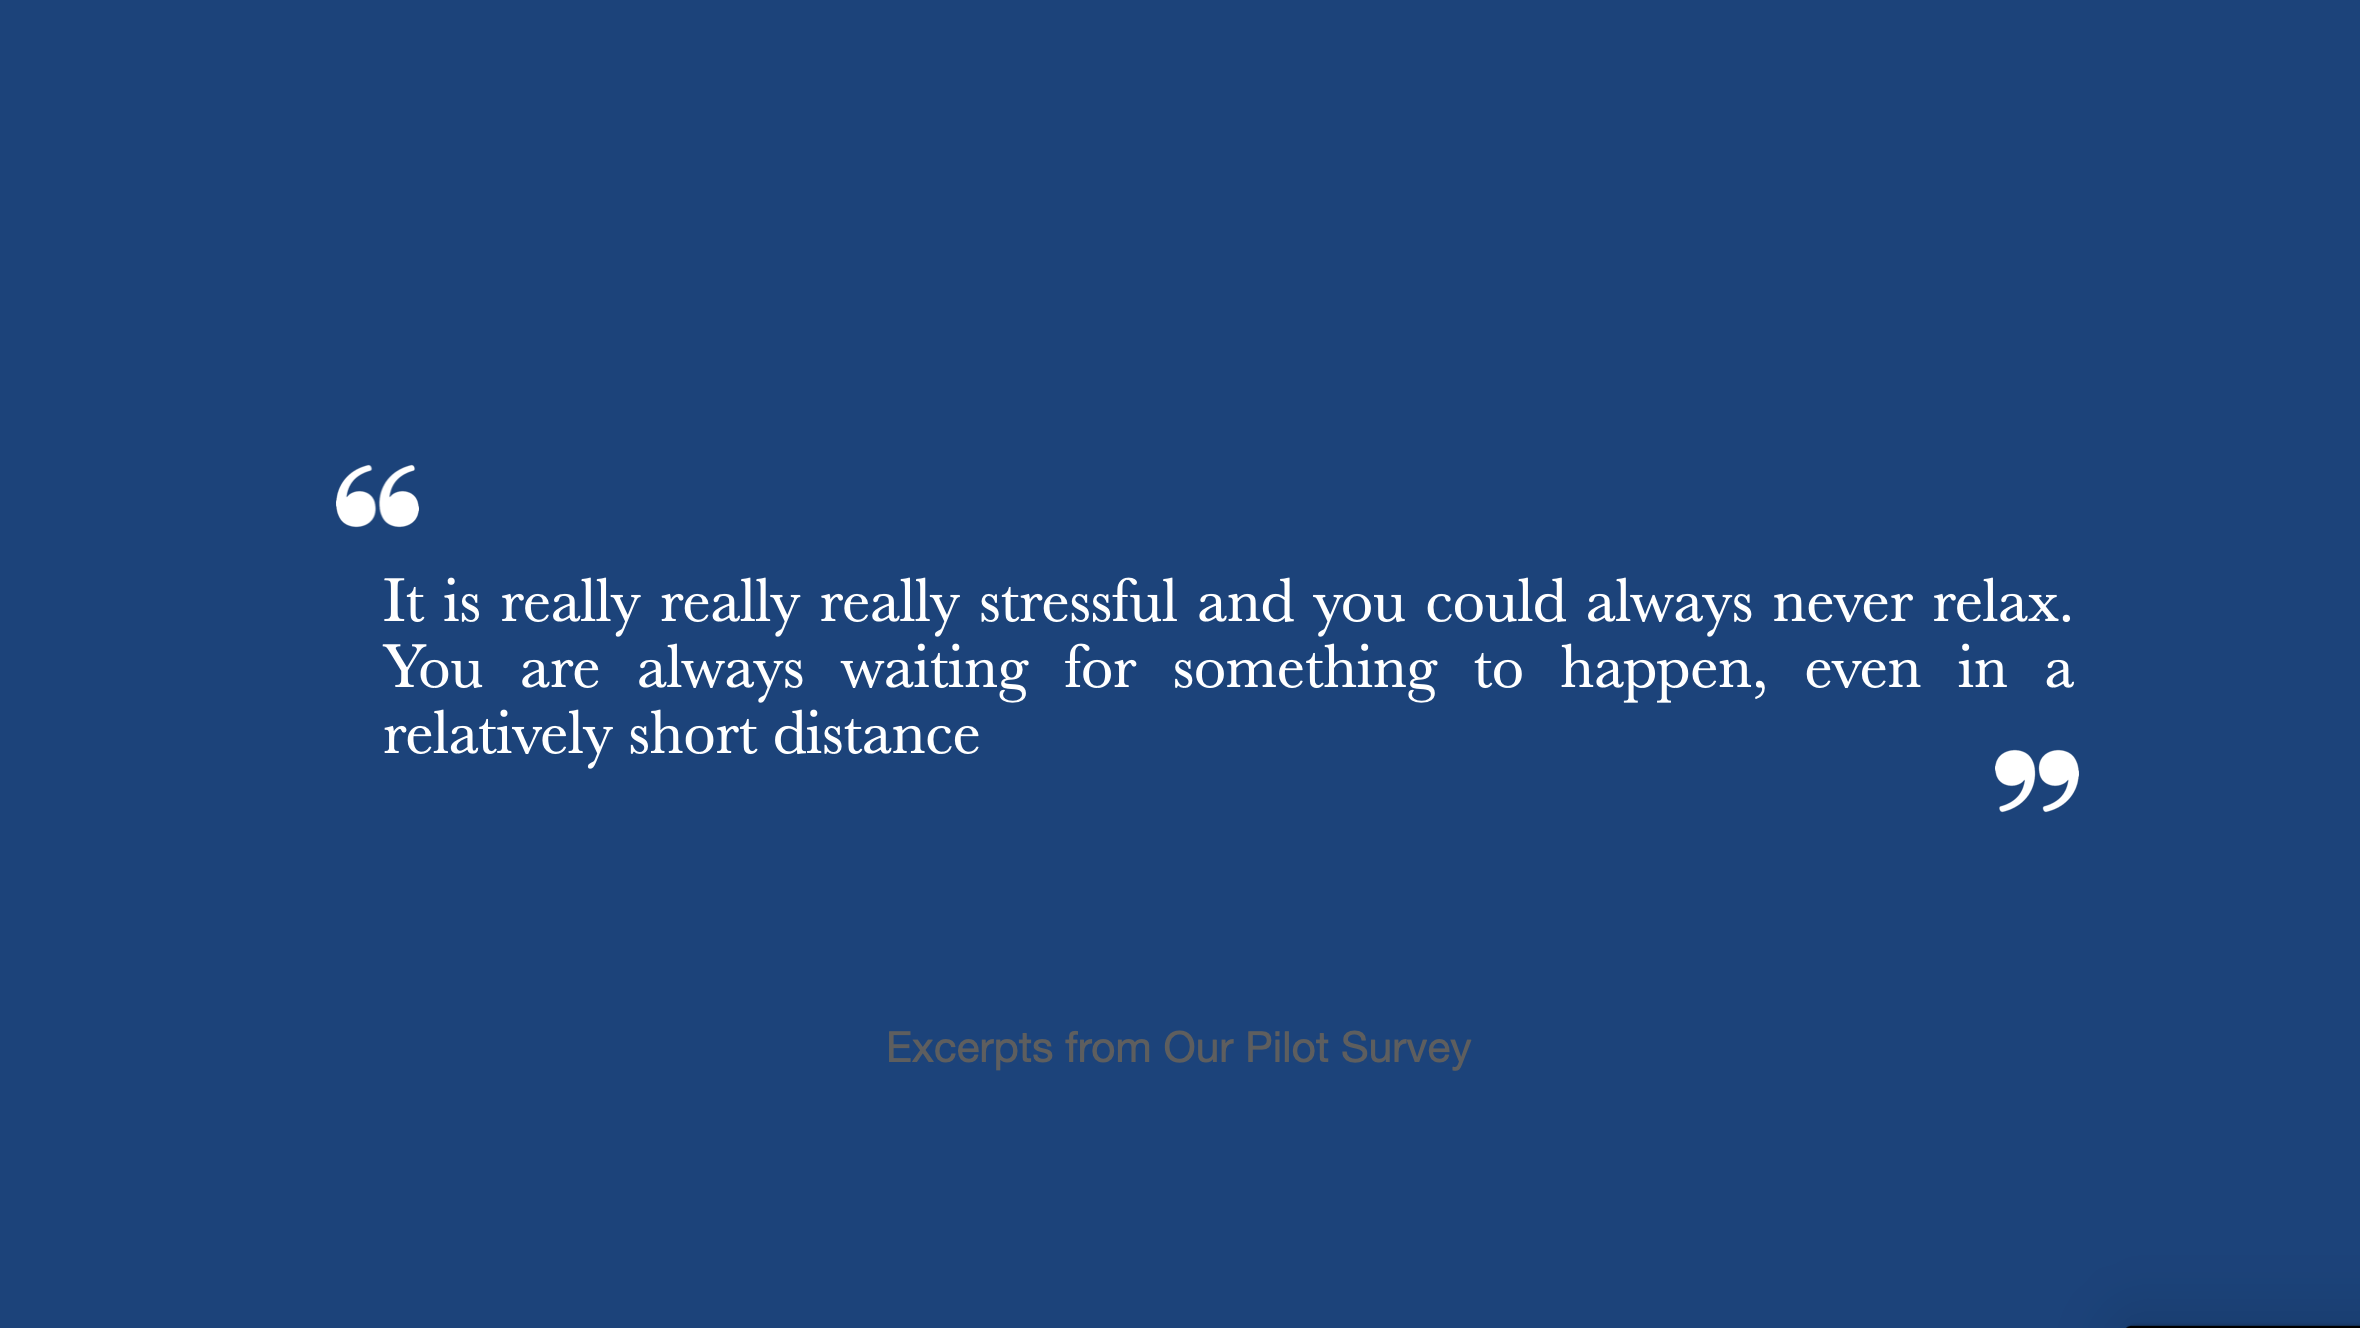 “
It is really really really stressful and you could always never relax.
You are always waiting for something to happen, even in a
relatively short distance
”
Excerpts from Our Pilot Survey